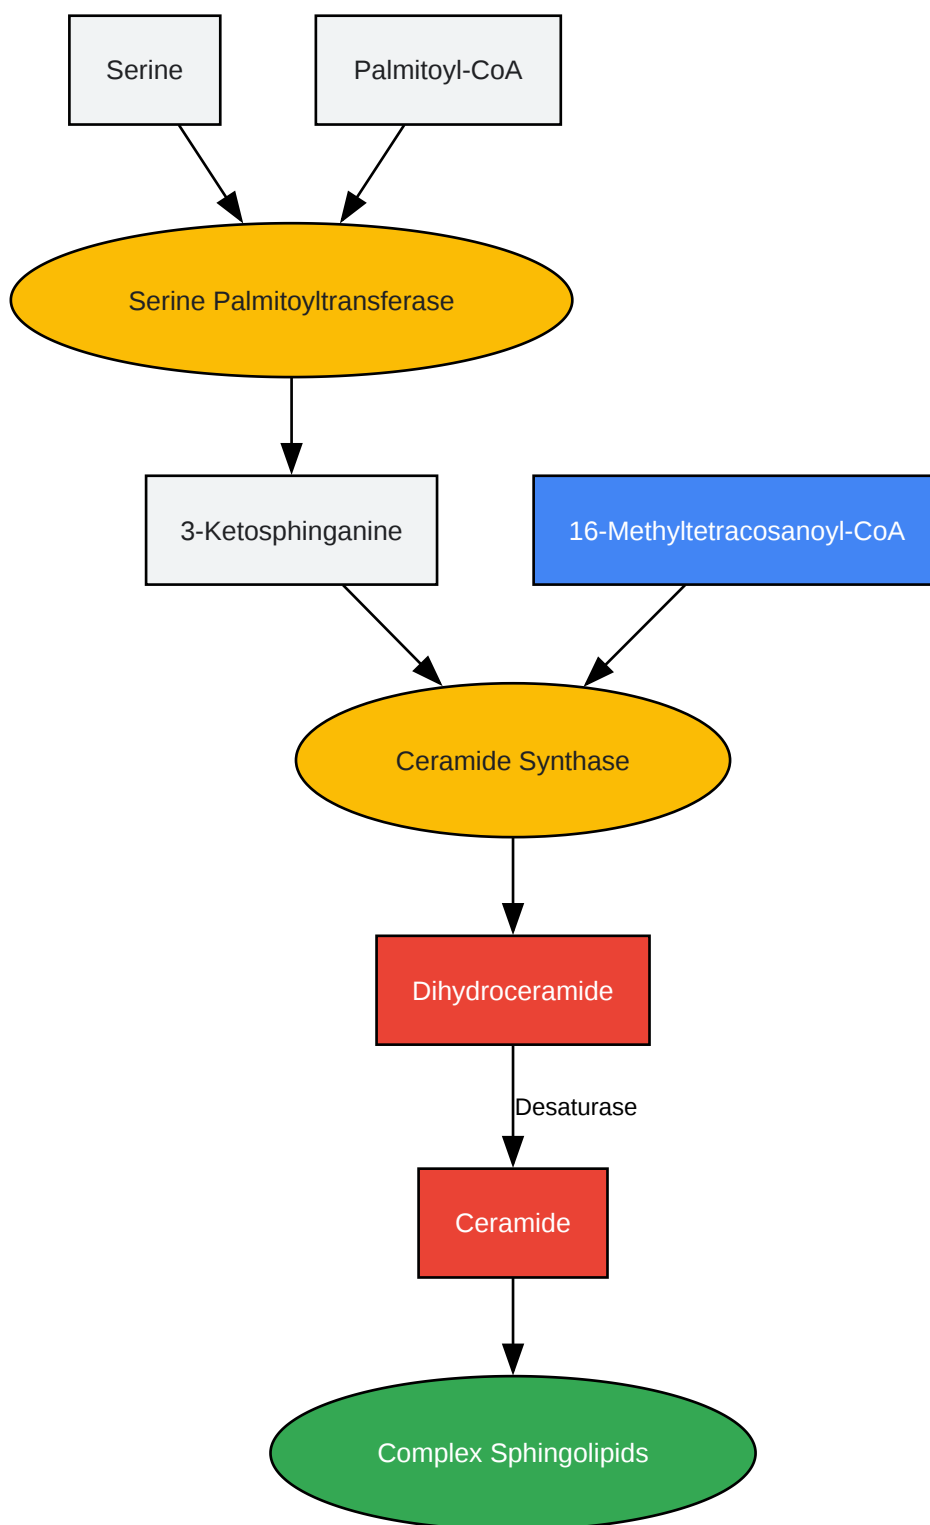 Serine
Palmitoyl-CoA
Serine Palmitoyltransferase
3-Ketosphinganine
16-Methyltetracosanoyl-CoA
Ceramide Synthase
Dihydroceramide
Desaturase
Ceramide
Complex Sphingolipids